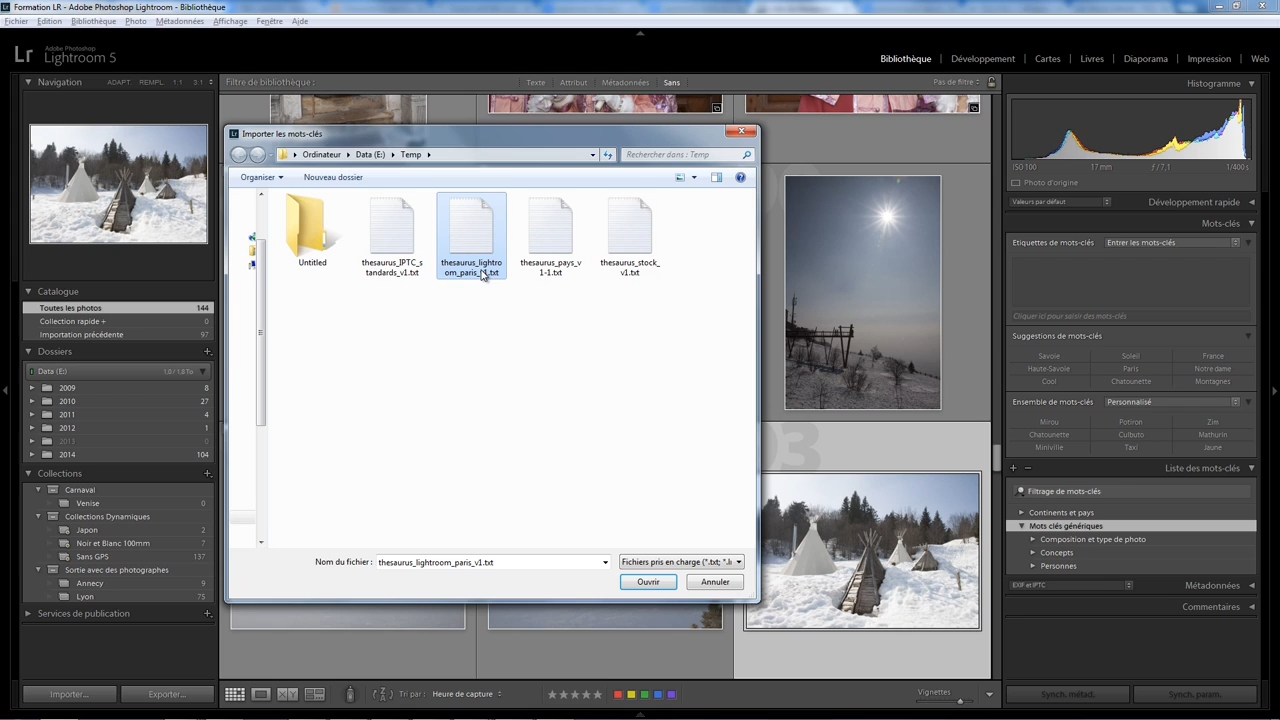 Formation LR - Adobe Photoshop Lightroom - Bibliothèque
Fichier Edition Bibliothèque Photo Métadonnées Affichage Fenêtre Aide
Lr
Adobe Photoshop
Lightroom 5
Bibliothèque Développement Cartes Livres Diaporama Impression Web
Navigation ADAPT. REMPL. 1:1 3:1
Filtre de bibliothèque :
Texte Attribut Métadonnées Sans
Pas de filtre
Histogramme
ISO 100 17 mm f / 7,1 1/400 s
Photo d'origine
Valeurs par défaut
Développement rapide
Mots-clés
Etiquettes de mots-clés
Entrer les mots-clés
Cliquer ici pour saisir des mots-clés
Suggestions de mots-clés
Savoie Soleil France
Haute-Savoie Paris Notre dame
Cool Chatounette Montagnes
Ensemble de mots-clés
Personnalisé
Mirou Potiron Zim
Chatounette Culbuto Mathurin
Miniville Taxi Jaune
Liste des mots-clés
Filtrage de mots-clés
Continents et pays
Mots clés génériques
Composition et type de photo
Concepts
Personnes
EXIF et IPTC
Métadonnées
Commentaires
Synch. métad.
Synch. param.
Catalogue
Toutes les photos 144
Collection rapide + 0
Importation précédente 97
Dossiers
Data (E:) 1,0 / 1,8 To
2009 8
2010 27
2011 4
2012 1
2013 0
2014 104
Collections
Carnaval
Venise 0
Collections Dynamiques
Japon 2
Noir et Blanc 100mm 7
Sans GPS 137
Sortie avec des photographes
Annecy 9
Lyon 75
Services de publication
Importer...
Exporter...
Importer les mots-clés
Ordinateur Data (E:) Temp
Rechercher dans : Temp
Organiser
Nouveau dossier
Untitled
thesaurus_IPTC_s
tandards_v1.txt
thesaurus_lightro
om_paris_v1.txt
thesaurus_pays_v
1-1.txt
thesaurus_stock_
v1.txt
Nom du fichier :
thesaurus_lightroom_paris_v1.txt
Fichiers pris en charge (*.txt;
Ouvrir
Annuler
03
Tri par : Heure de capture
Vignettes